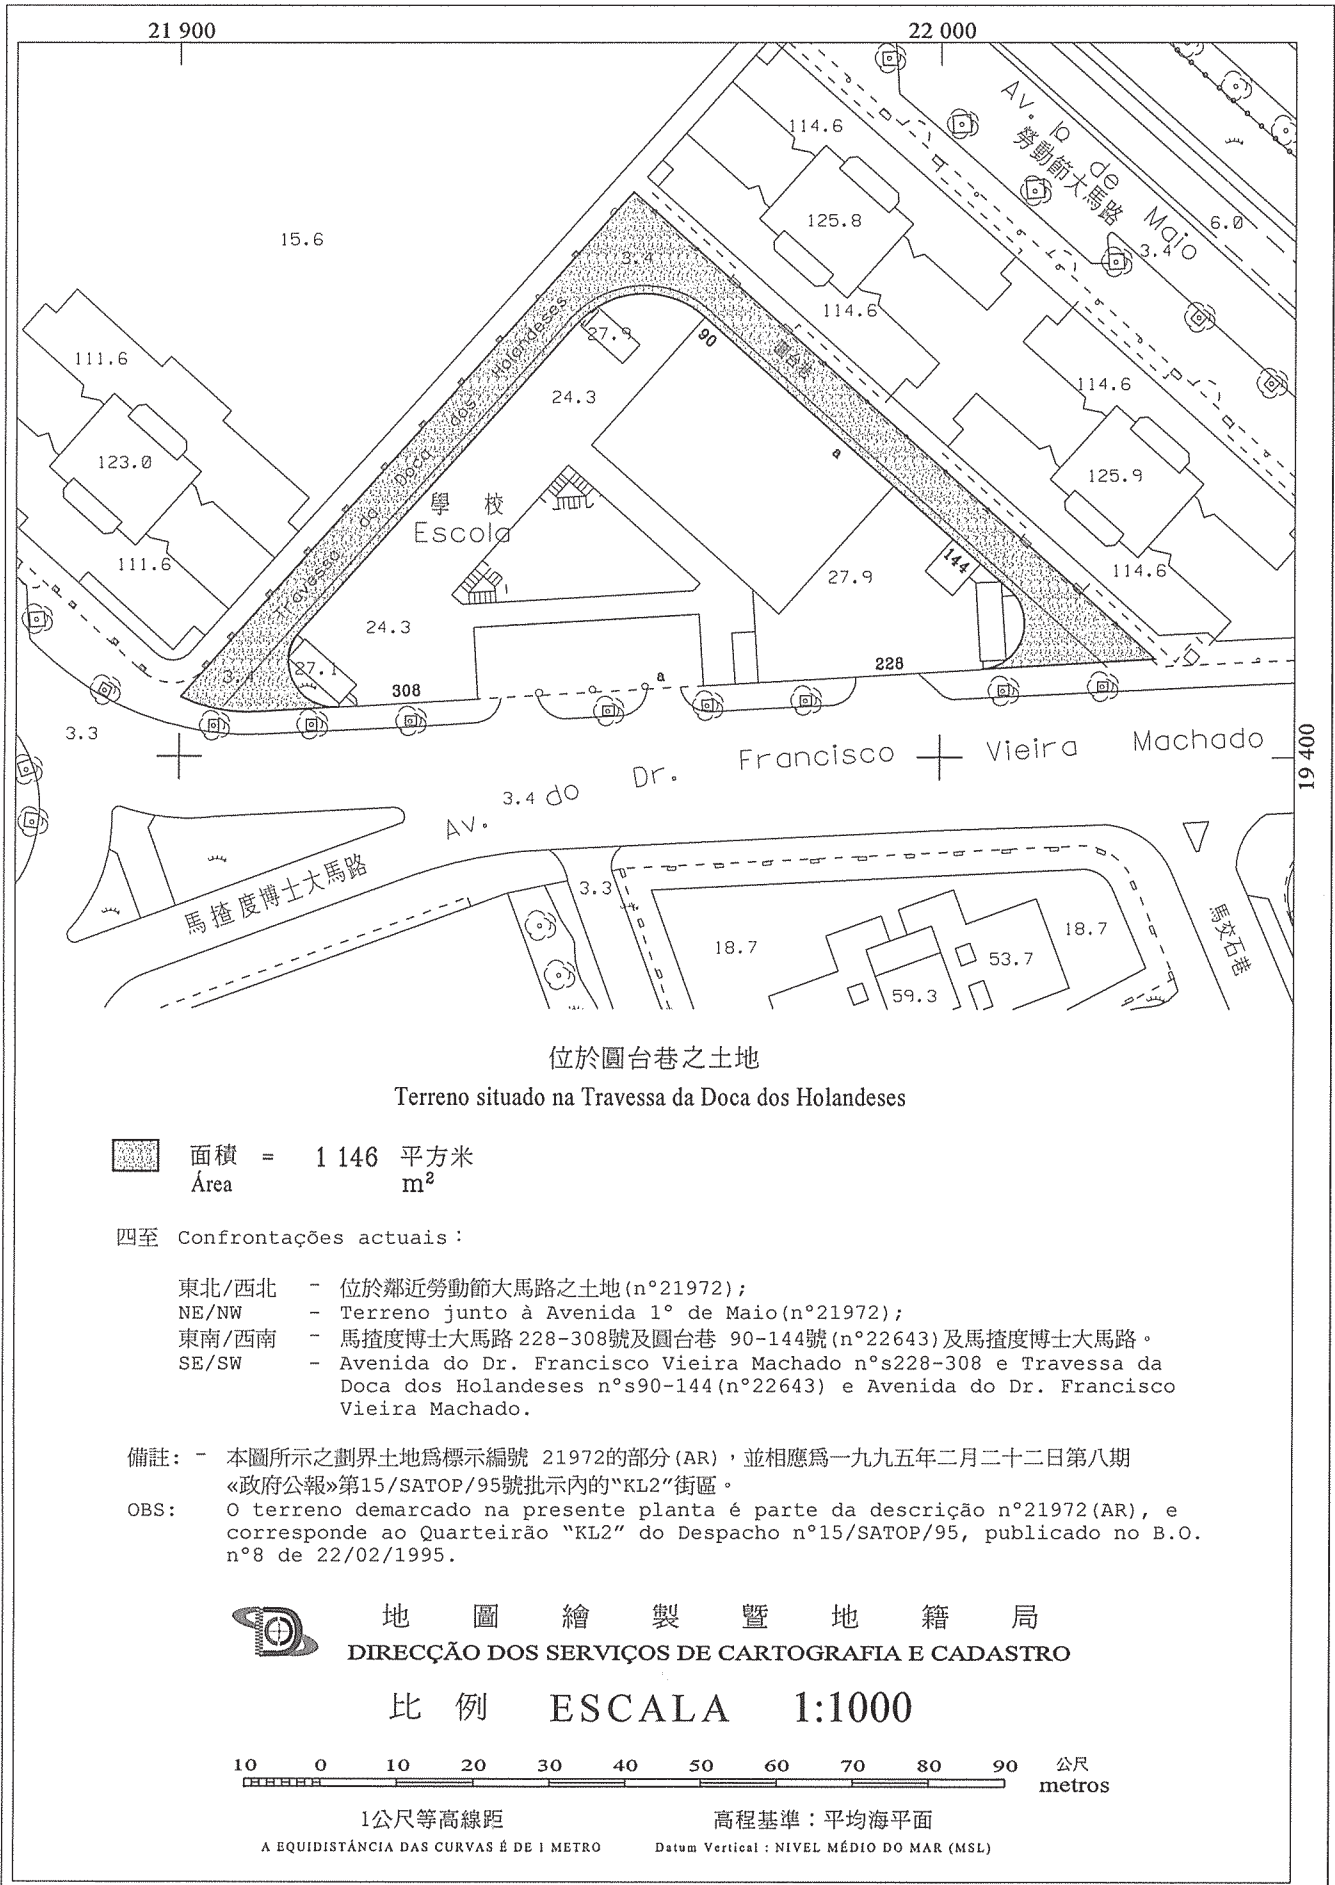 21 900
22 000
Av. 1o de Maio
勞動節大馬路
114.6
125.8
6.0
3.4
15.6
3.4
114.6
27.9
90
圓台巷
111.6
114.6
24.3
Travessa da Doca dos Holandeses
123.0
a
125.9
學 校
Escola
144
111.6
27.9
114.6
24.3
3.4
27.1
308
a
228
3.3
Av. do Dr. Francisco Vieira Machado
19 400
3.4
馬揸度博士大馬路
3.3
馬交石巷
18.7
18.7
53.7
59.3
位於圓台巷之土地
Terreno situado na Travessa da Doca dos Holandeses
面積 = 1 146 平方米
Área m²
四至 Confrontações actuais：
東北/西北 - 位於鄰近勞動節大馬路之土地(n°21972);
NE/NW - Terreno junto à Avenida 1° de Maio(n°21972);
東南/西南 - 馬揸度博士大馬路 228-308號及圓台巷 90-144號(n°22643)及馬揸度博士大馬路。
SE/SW - Avenida do Dr. Francisco Vieira Machado n°s228-308 e Travessa da
Doca dos Holandeses n°s90-144(n°22643) e Avenida do Dr. Francisco
Vieira Machado.
備註: - 本圖所示之劃界土地爲標示編號 21972的部分(AR)，並相應爲一九九五年二月二十二日第八期
«政府公報»第15/SATOP/95號批示內的“KL2”街區。
OBS: O terreno demarcado na presente planta é parte da descrição n°21972(AR), e
corresponde ao Quarteirão “KL2” do Despacho n°15/SATOP/95, publicado no B.O.
n°8 de 22/02/1995.
地 圖 繪 製 暨 地 籍 局
DIRECÇÃO DOS SERVIÇOS DE CARTOGRAFIA E CADASTRO
比 例 ESCALA 1:1000
10 0 10 20 30 40 50 60 70 80 90 公尺
metros
1公尺等高線距 高程基準：平均海平面
A EQUIDISTÂNCIA DAS CURVAS É DE 1 METRO Datum Vertical : NIVEL MÉDIO DO MAR (MSL)